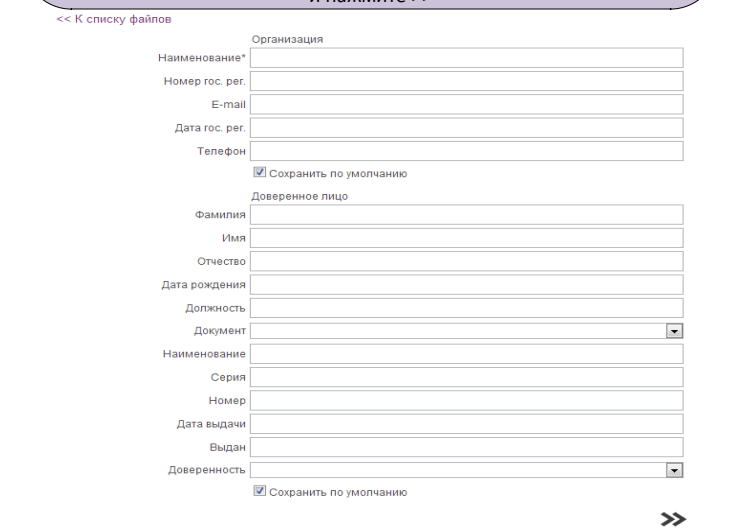 и нажмите >>
<< К списку файлов
Организация
Наименование*
Номер гос. рег.
E-mail
Дата гос. рег.
Телефон
Сохранить по умолчанию
Доверенное лицо
Фамилия
Имя
Отчество
Дата рождения
Должность
Документ
Наименование
Серия
Номер
Дата выдачи
Выдан
Доверенность
Сохранить по умолчанию
>>